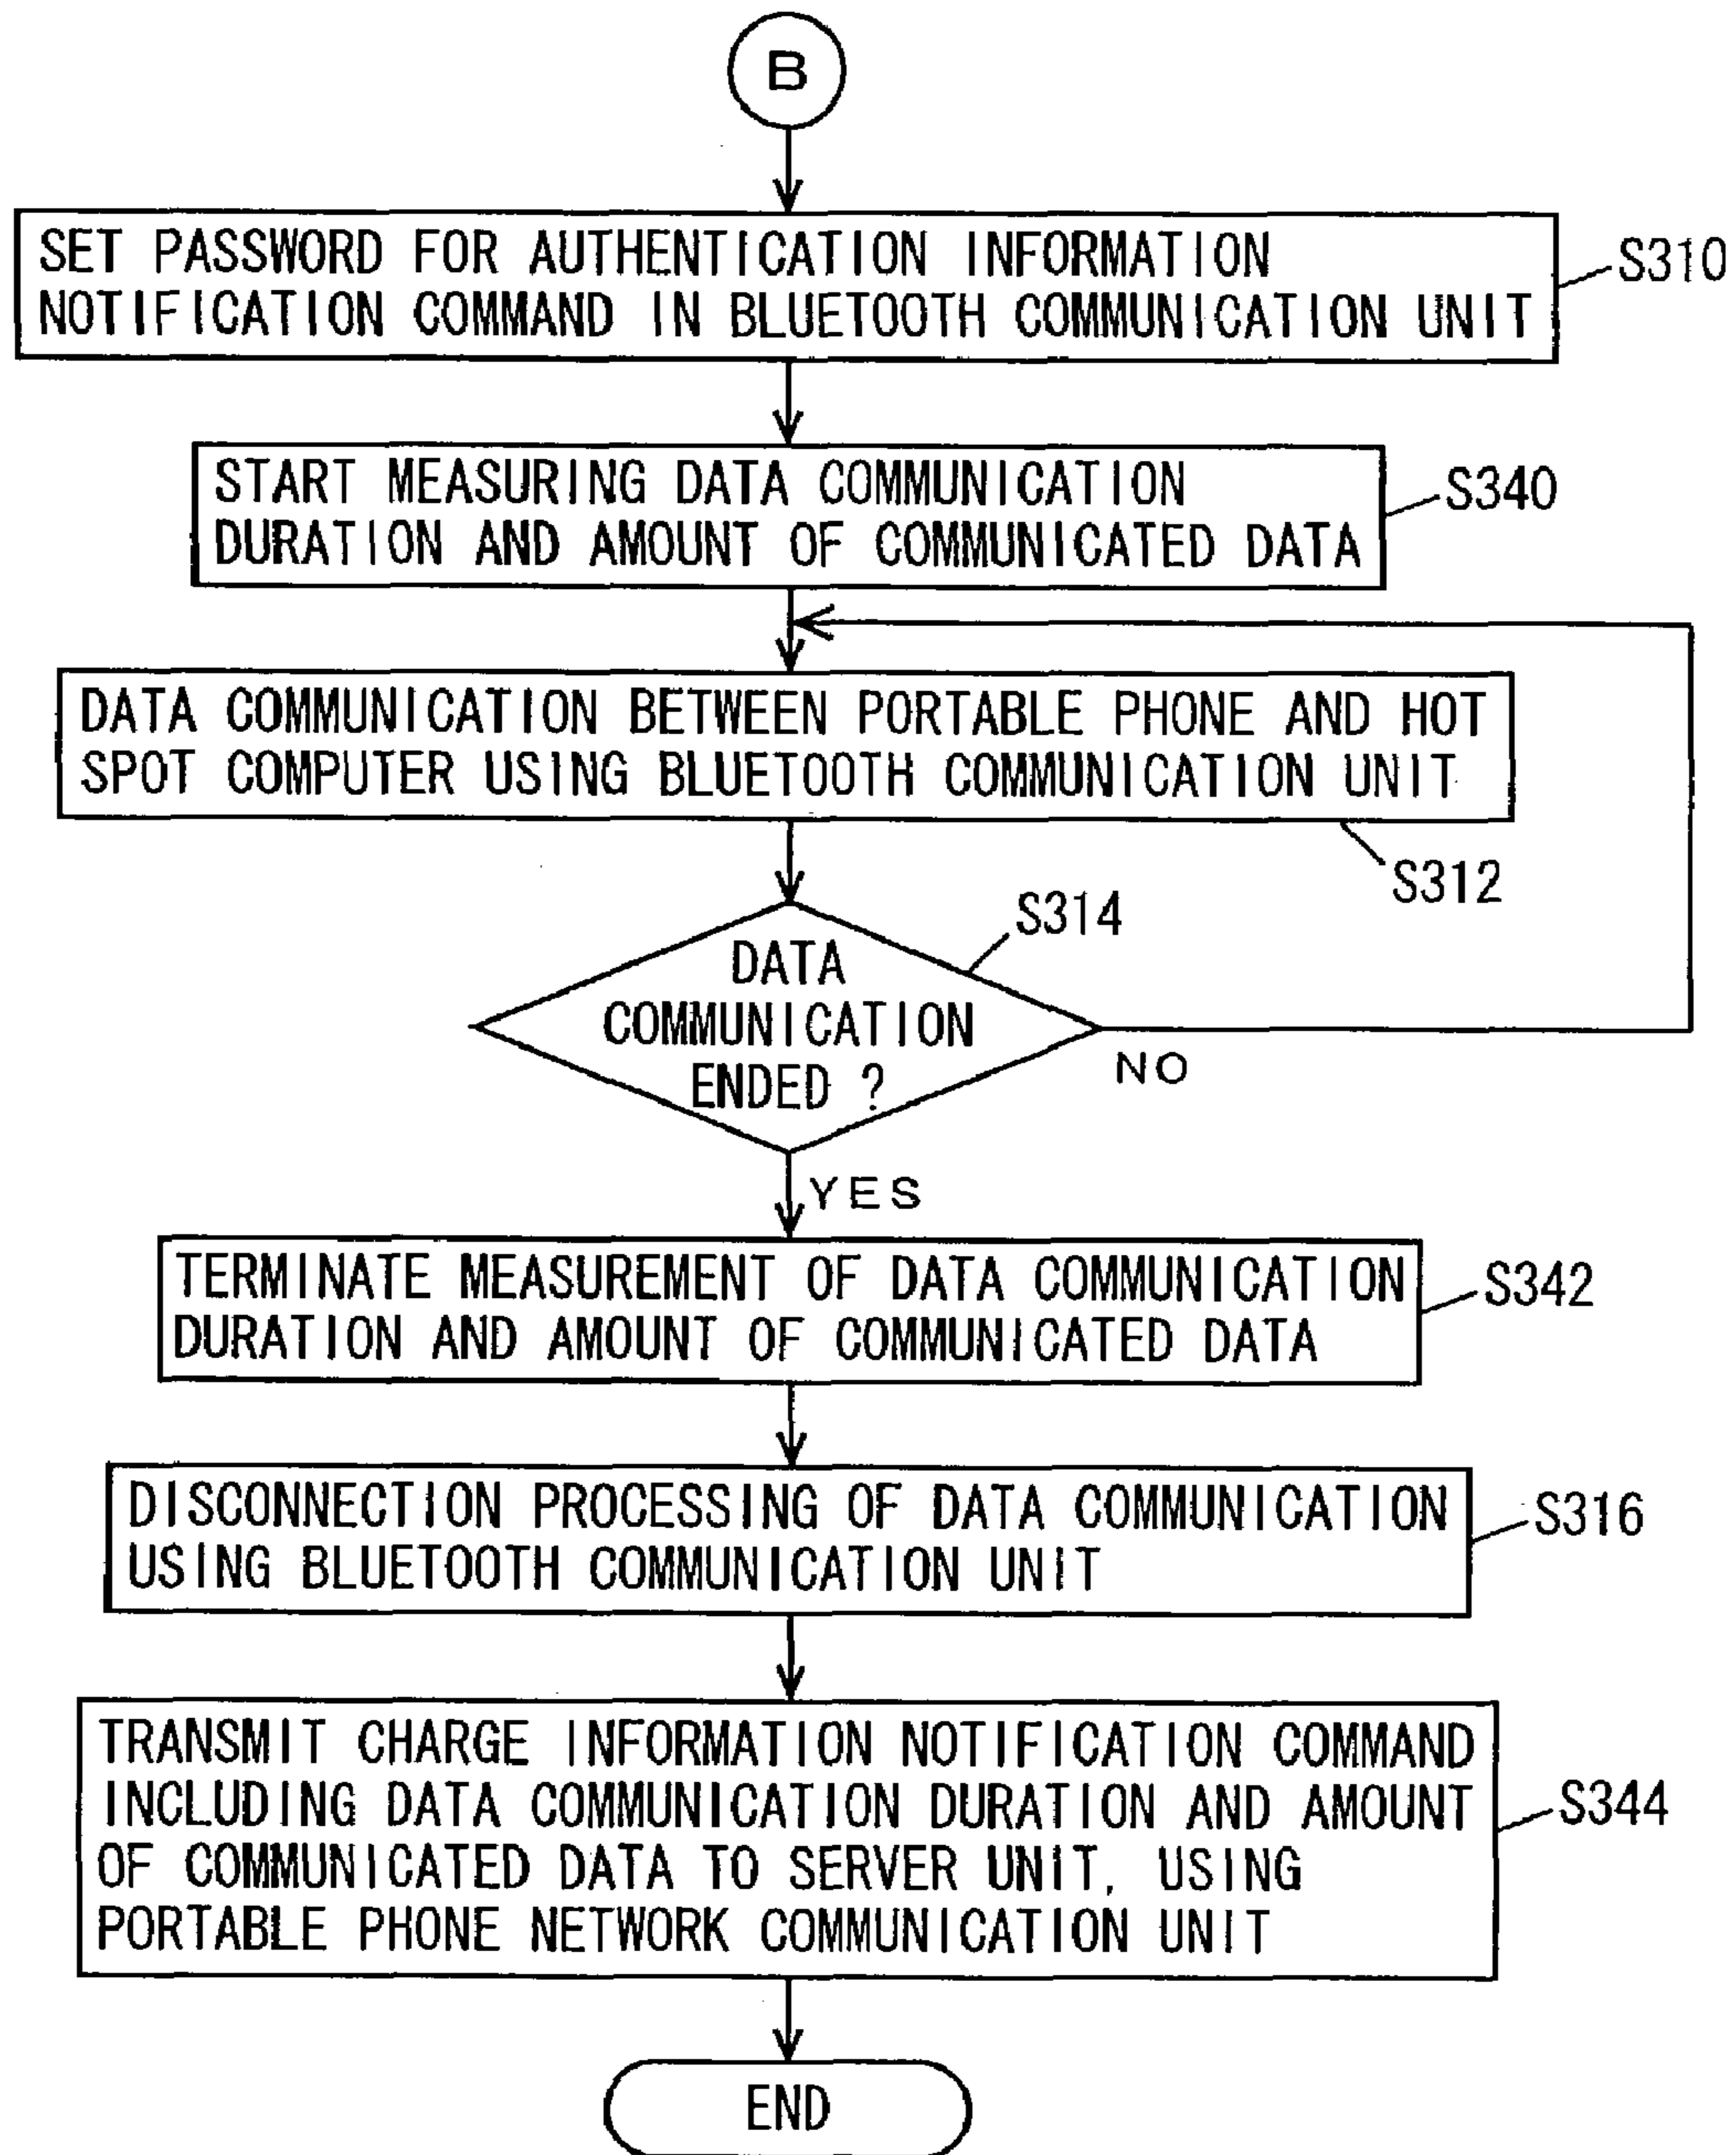 B
SET PASSWORD FOR AUTHENTICATION INFORMATION
NOTIFICATION COMMAND IN BLUETOOTH COMMUNICATION UNIT
S310
START MEASURING DATA COMMUNICATION
DURATION AND AMOUNT OF COMMUNICATED DATA
S340
DATA COMMUNICATION BETWEEN PORTABLE PHONE AND HOT
SPOT COMPUTER USING BLUETOOTH COMMUNICATION UNIT
S312
S314
DATA
COMMUNICATION
ENDED ?
NO
YES
TERMINATE MEASUREMENT OF DATA COMMUNICATION
DURATION AND AMOUNT OF COMMUNICATED DATA
S342
DISCONNECTION PROCESSING OF DATA COMMUNICATION
USING BLUETOOTH COMMUNICATION UNIT
S316
TRANSMIT CHARGE INFORMATION NOTIFICATION COMMAND
INCLUDING DATA COMMUNICATION DURATION AND AMOUNT
OF COMMUNICATED DATA TO SERVER UNIT, USING
PORTABLE PHONE NETWORK COMMUNICATION UNIT
S344
END